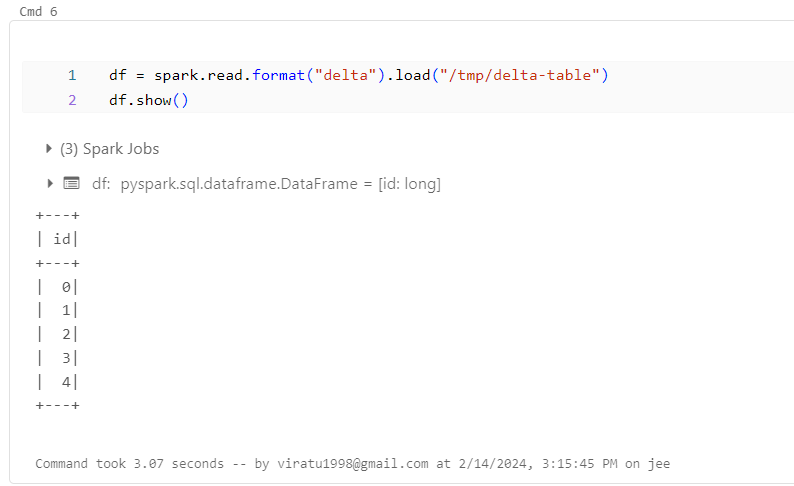 Cmd 6
1 df = spark.read.format("delta").load("/tmp/delta-table")
2 df.show()
(3) Spark Jobs
df: pyspark.sql.dataframe.DataFrame = [id: long]
+---+
| id|
+---+
|  0|
|  1|
|  2|
|  3|
|  4|
+---+
Command took 3.07 seconds -- by viratu1998@gmail.com at 2/14/2024, 3:15:45 PM on jee